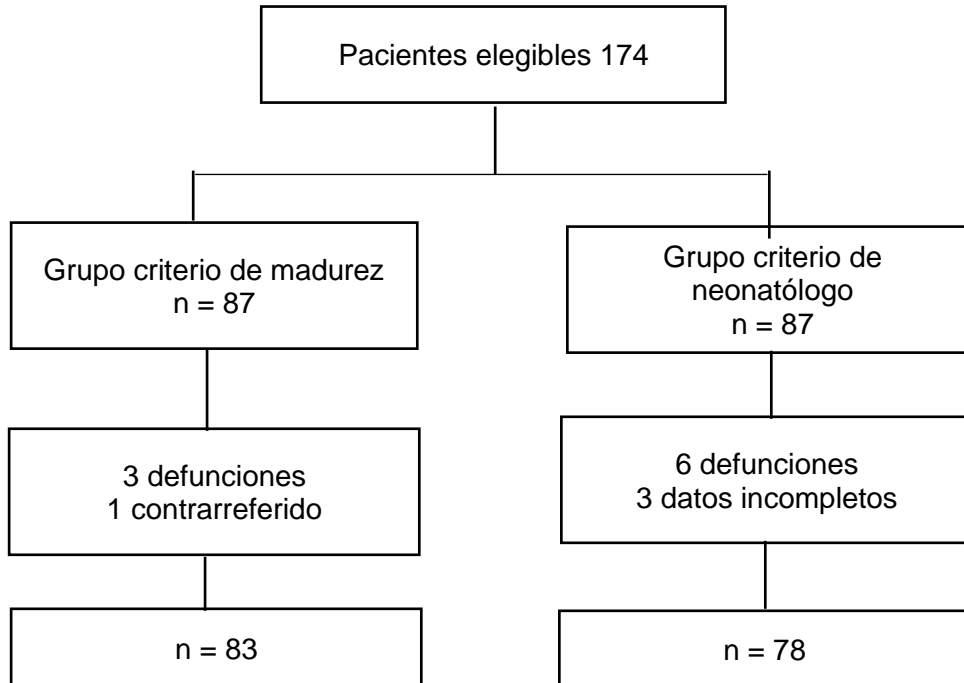 Pacientes elegibles 174
Grupo criterio de madurez
n = 87
Grupo criterio de
neonatólogo
n = 87
3 defunciones
1 contrarreferido
6 defunciones
3 datos incompletos
n = 83
n = 78